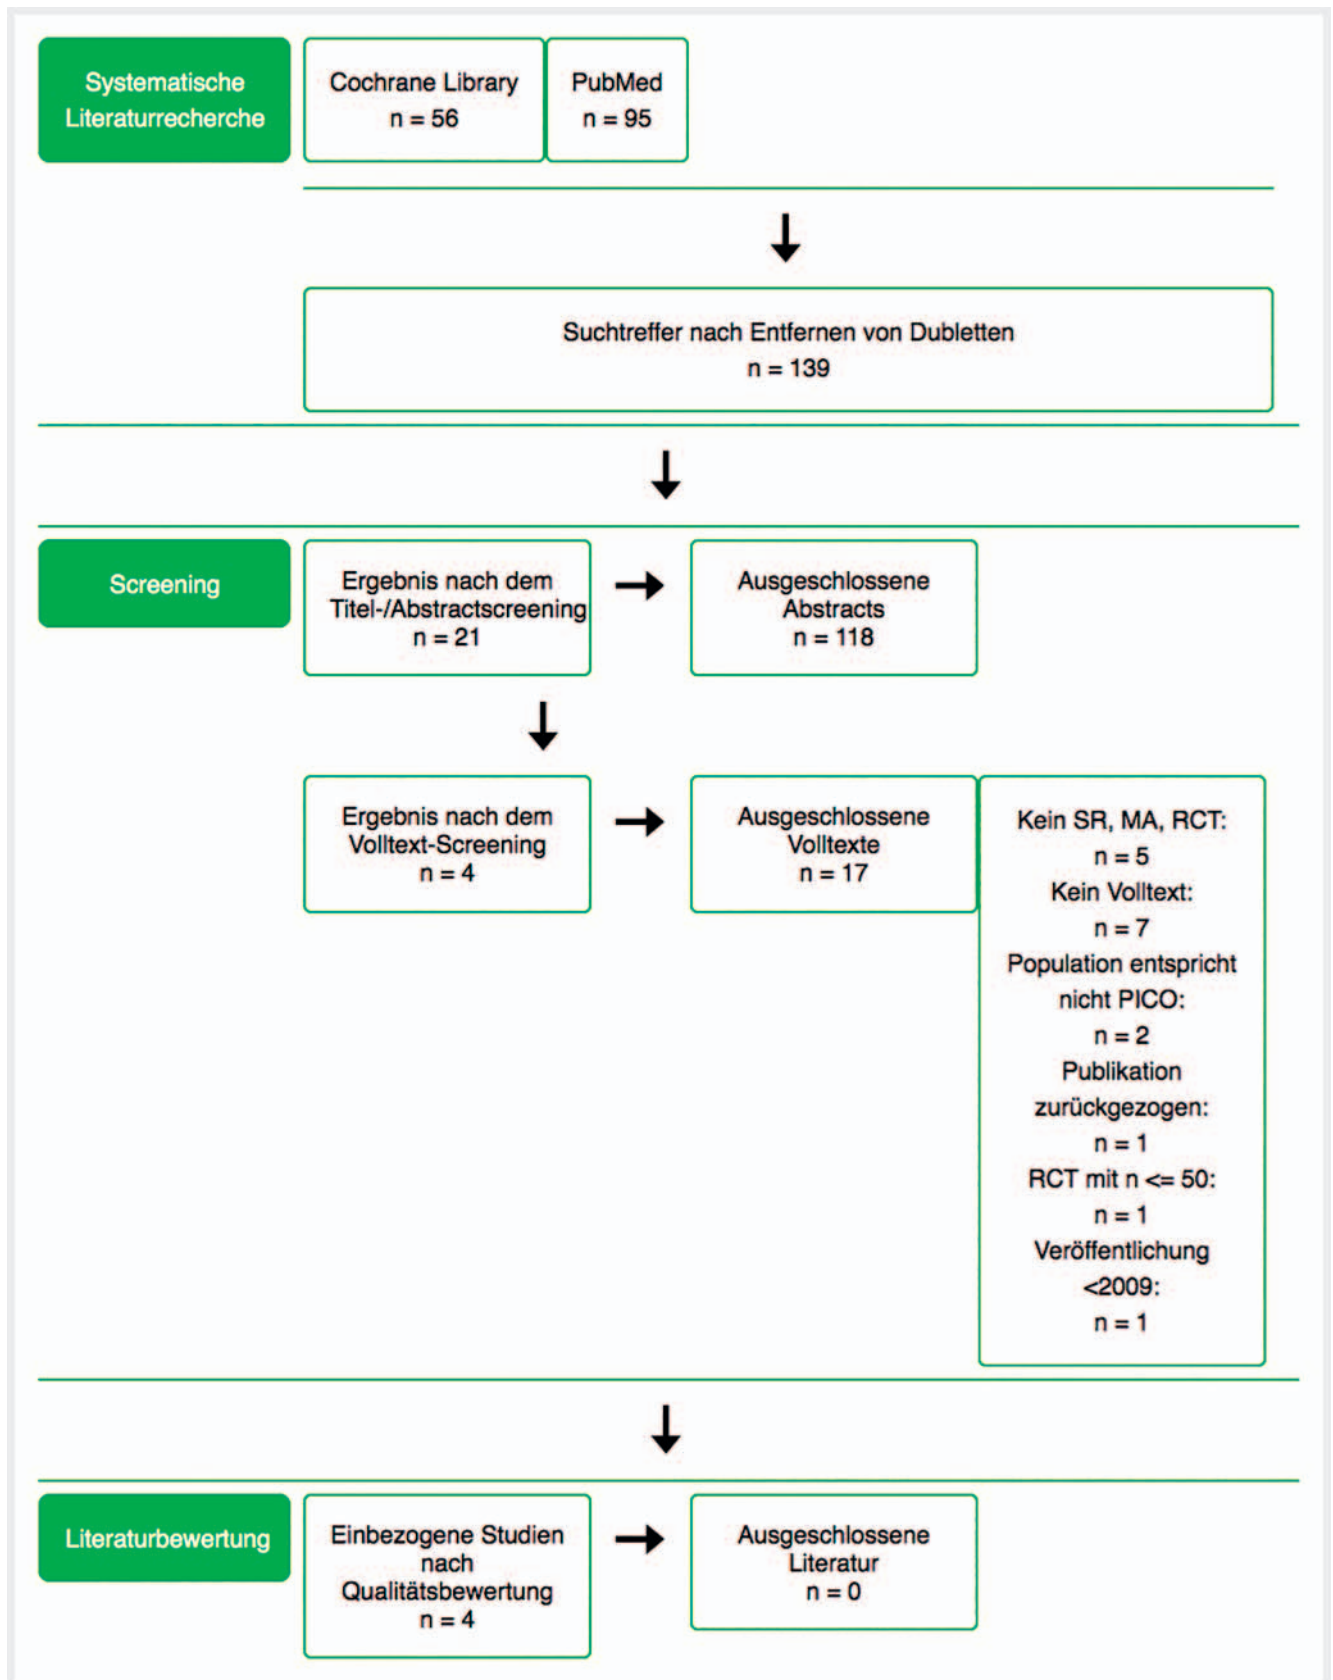 Systematische
Literaturrecherche
Cochrane Library
n = 56
PubMed
n = 95
Suchtreffer nach Entfernen von Dubletten
n = 139
Screening
Ergebnis nach dem
Titel-/Abstractscreening
n = 21
Ausgeschlossene
Abstracts
n = 118
Ergebnis nach dem
Volltext-Screening
n = 4
Ausgeschlossene
Volltexte
n = 17
Kein SR, MA, RCT:
n = 5
Kein Volltext:
n = 7
Population entspricht
nicht PICO:
n = 2
Publikation
zurückgezogen:
n = 1
RCT mit n <= 50:
n = 1
Veröffentlichung
<2009:
n = 1
Literaturbewertung
Einbezogene Studien
nach
Qualitätsbewertung
n = 4
Ausgeschlossene
Literatur
n = 0